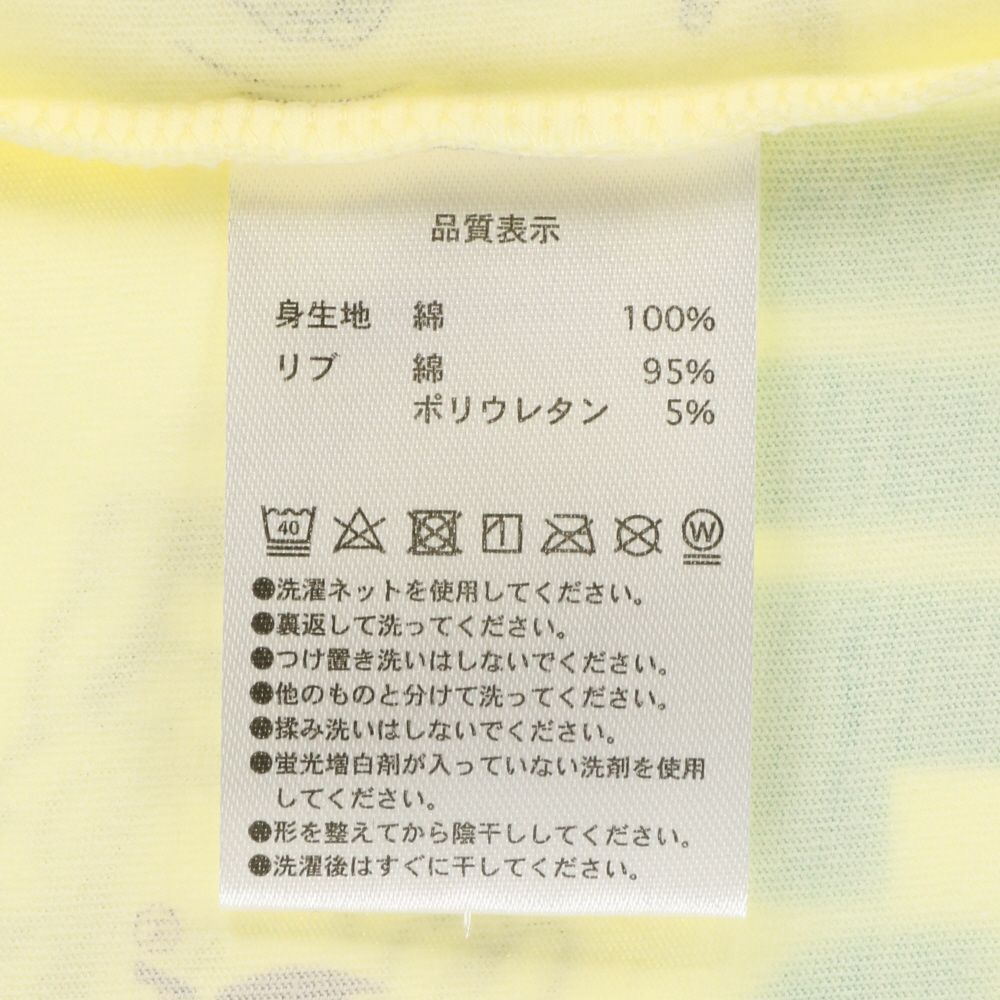 品質表示
身生地 綿 100%
リブ 綿 95%
ポリウレタン 5%
40 W
●洗濯ネットを使用してください。
●裏返して洗ってください。
●つけ置き洗いはしないでください。
●他のものと分けて洗ってください。
●揉み洗いはしないでください。
●蛍光増白剤が入っていない洗剤を使用
してください。
●形を整えてから陰干ししてください。
●洗濯後はすぐに干してください。